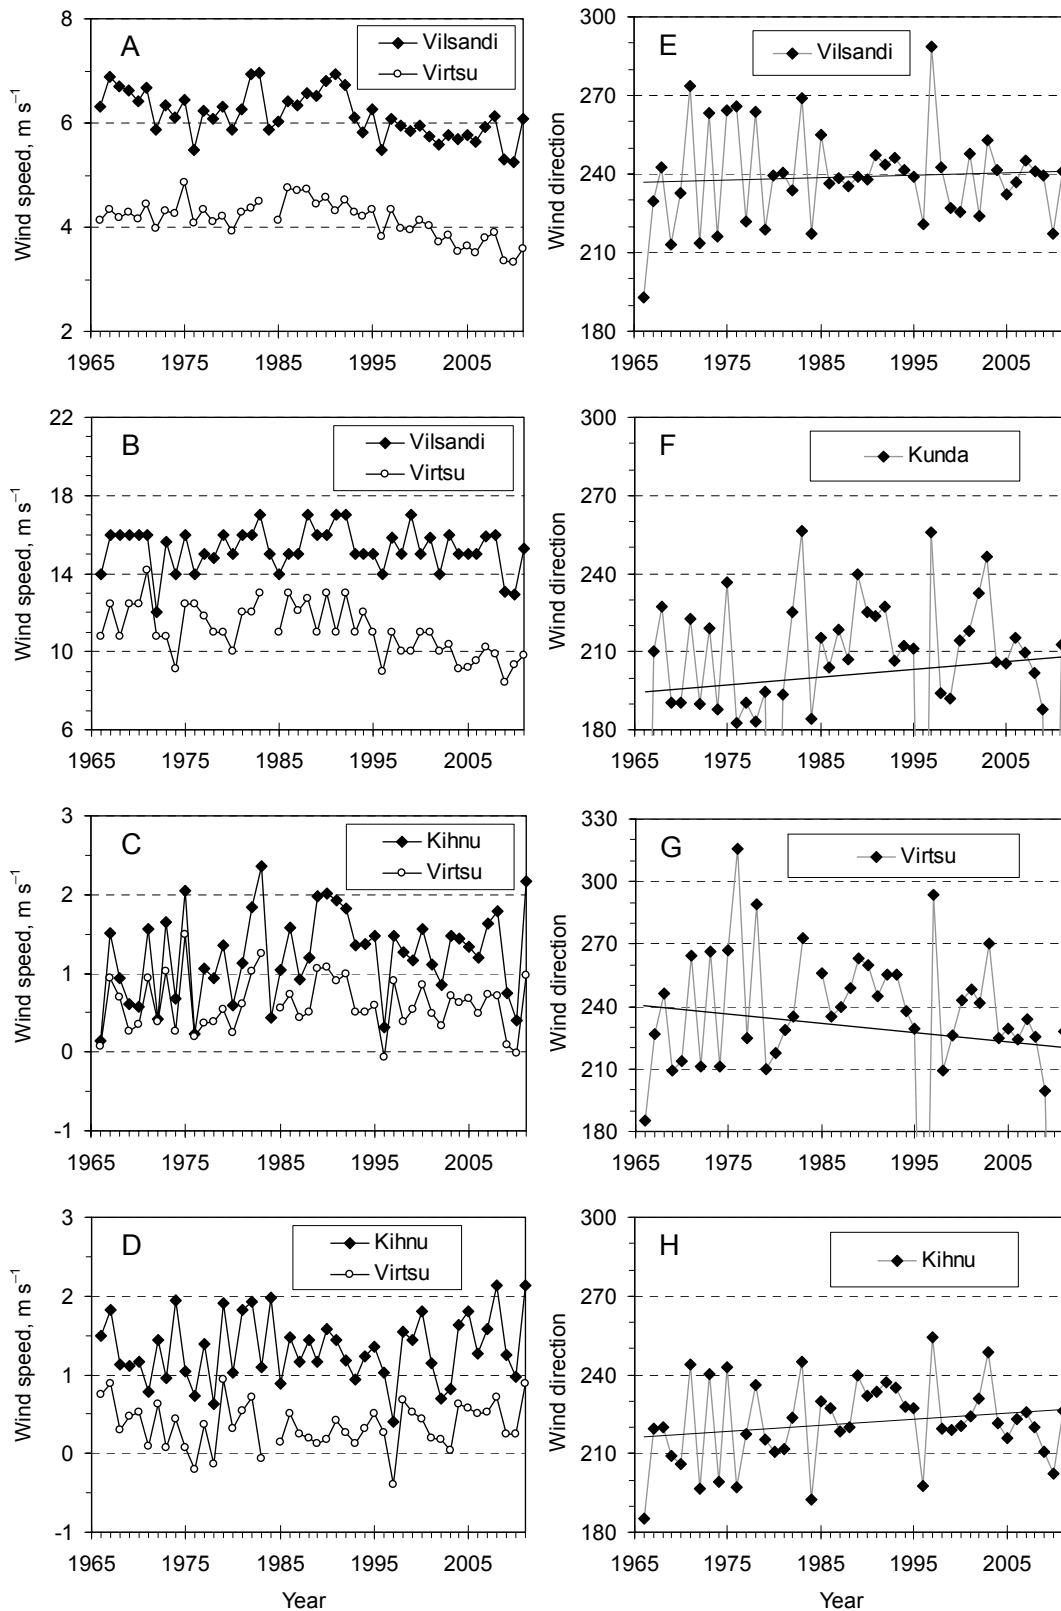 A
Vilsandi
Virtsu
Wind speed, m s⁻¹
8
6
4
2
1965 1975 1985 1995 2005
E
Vilsandi
Wind direction
300
270
240
210
180
1965 1975 1985 1995 2005
B
Vilsandi
Virtsu
Wind speed, m s⁻¹
22
18
14
10
6
1965 1975 1985 1995 2005
F
Kunda
Wind direction
300
270
240
210
180
1965 1975 1985 1995 2005
C
Kihnu
Virtsu
Wind speed, m s⁻¹
3
2
1
0
-1
1965 1975 1985 1995 2005
G
Virtsu
Wind direction
330
300
270
240
210
180
1965 1975 1985 1995 2005
D
Kihnu
Virtsu
Wind speed, m s⁻¹
3
2
1
0
-1
1965 1975 1985 1995 2005
Year
H
Kihnu
Wind direction
300
270
240
210
180
1965 1975 1985 1995 2005
Year